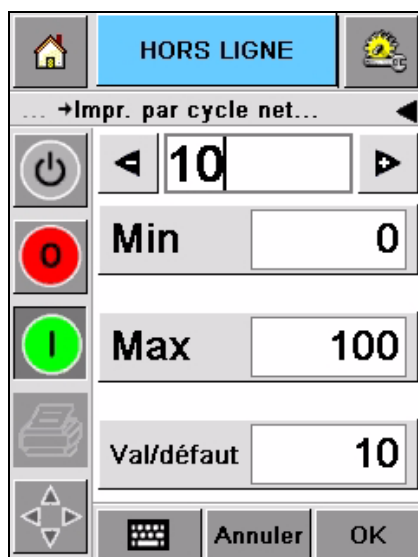 HORS LIGNE
... →Impr. par cycle net...
10
Min 0
O
Max 100
I
Val/défaut 10
Annuler OK